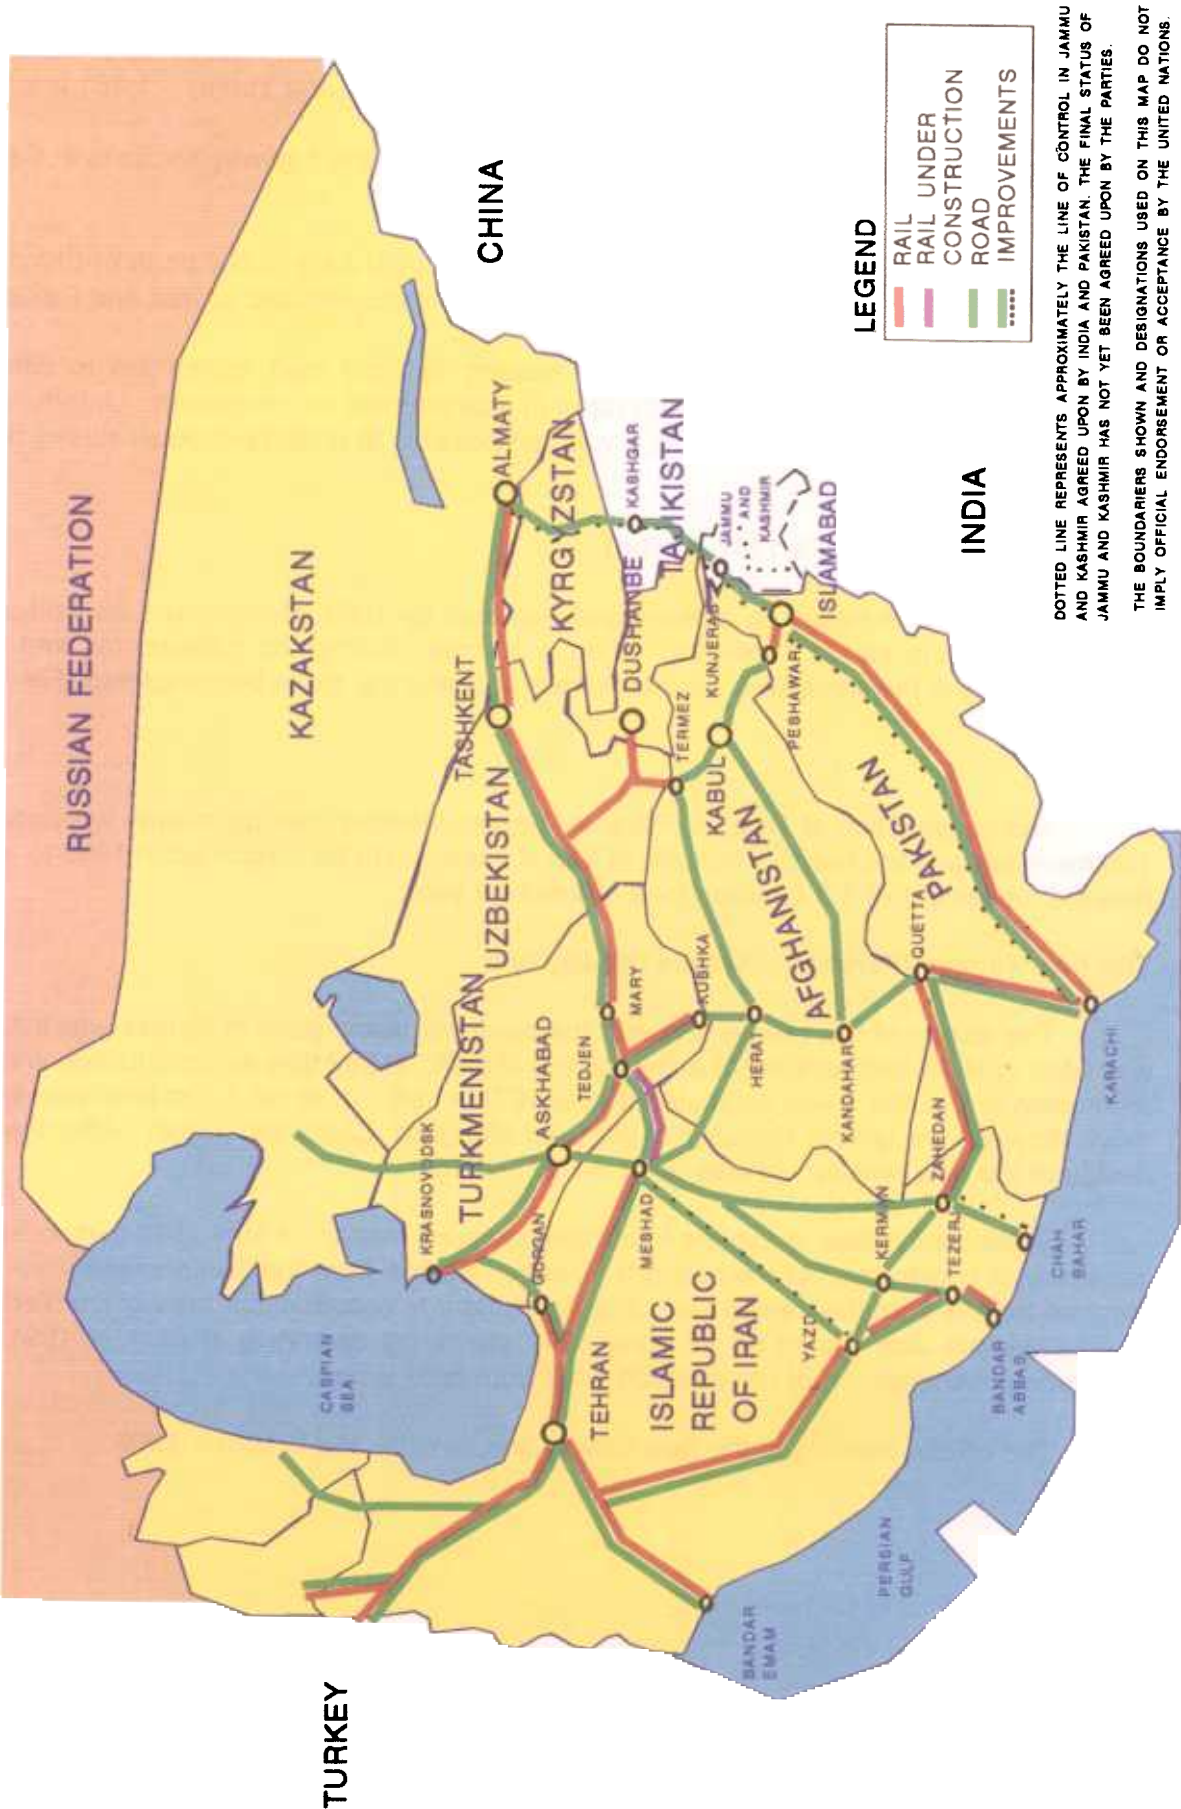 RUSSIAN FEDERATION
KAZAKSTAN
CHINA
TURKEY
ALMATY
KYRGYZSTAN
TASHKENT
UZBEKISTAN
TURKMENISTAN
KRASNOVODSK
ASKHABAD
TEDJEN
MARY
KUSHKA
DUSHANBE
TERMEZ
KASHGAR
TAJIKISTAN
JAMMU
AND
KASHMIR
KUNJERAB
ISLAMABAD
PESHAWAR
KABUL
AFGHANISTAN
HERAT
KANDAHAR
PAKISTAN
QUETTA
KARACHI
INDIA
CASPIAN
SEA
GORGAN
MESHAD
TEHRAN
ISLAMIC
REPUBLIC
OF IRAN
YAZD
KERMAN
ZAHEDAN
TEZERJ
CHAH
BAHAR
BANDAR
ABBAS
PERSIAN
GULF
BANDAR
EMAM
LEGEND
RAIL
RAIL UNDER
CONSTRUCTION
ROAD
IMPROVEMENTS
DOTTED LINE REPRESENTS APPROXIMATELY THE LINE OF CONTROL IN JAMMU
AND KASHMIR AGREED UPON BY INDIA AND PAKISTAN. THE FINAL STATUS OF
JAMMU AND KASHMIR HAS NOT YET BEEN AGREED UPON BY THE PARTIES.
THE BOUNDARIERS SHOWN AND DESIGNATIONS USED ON THIS MAP DO NOT
IMPLY OFFICIAL ENDORSEMENT OR ACCEPTANCE BY THE UNITED NATIONS.